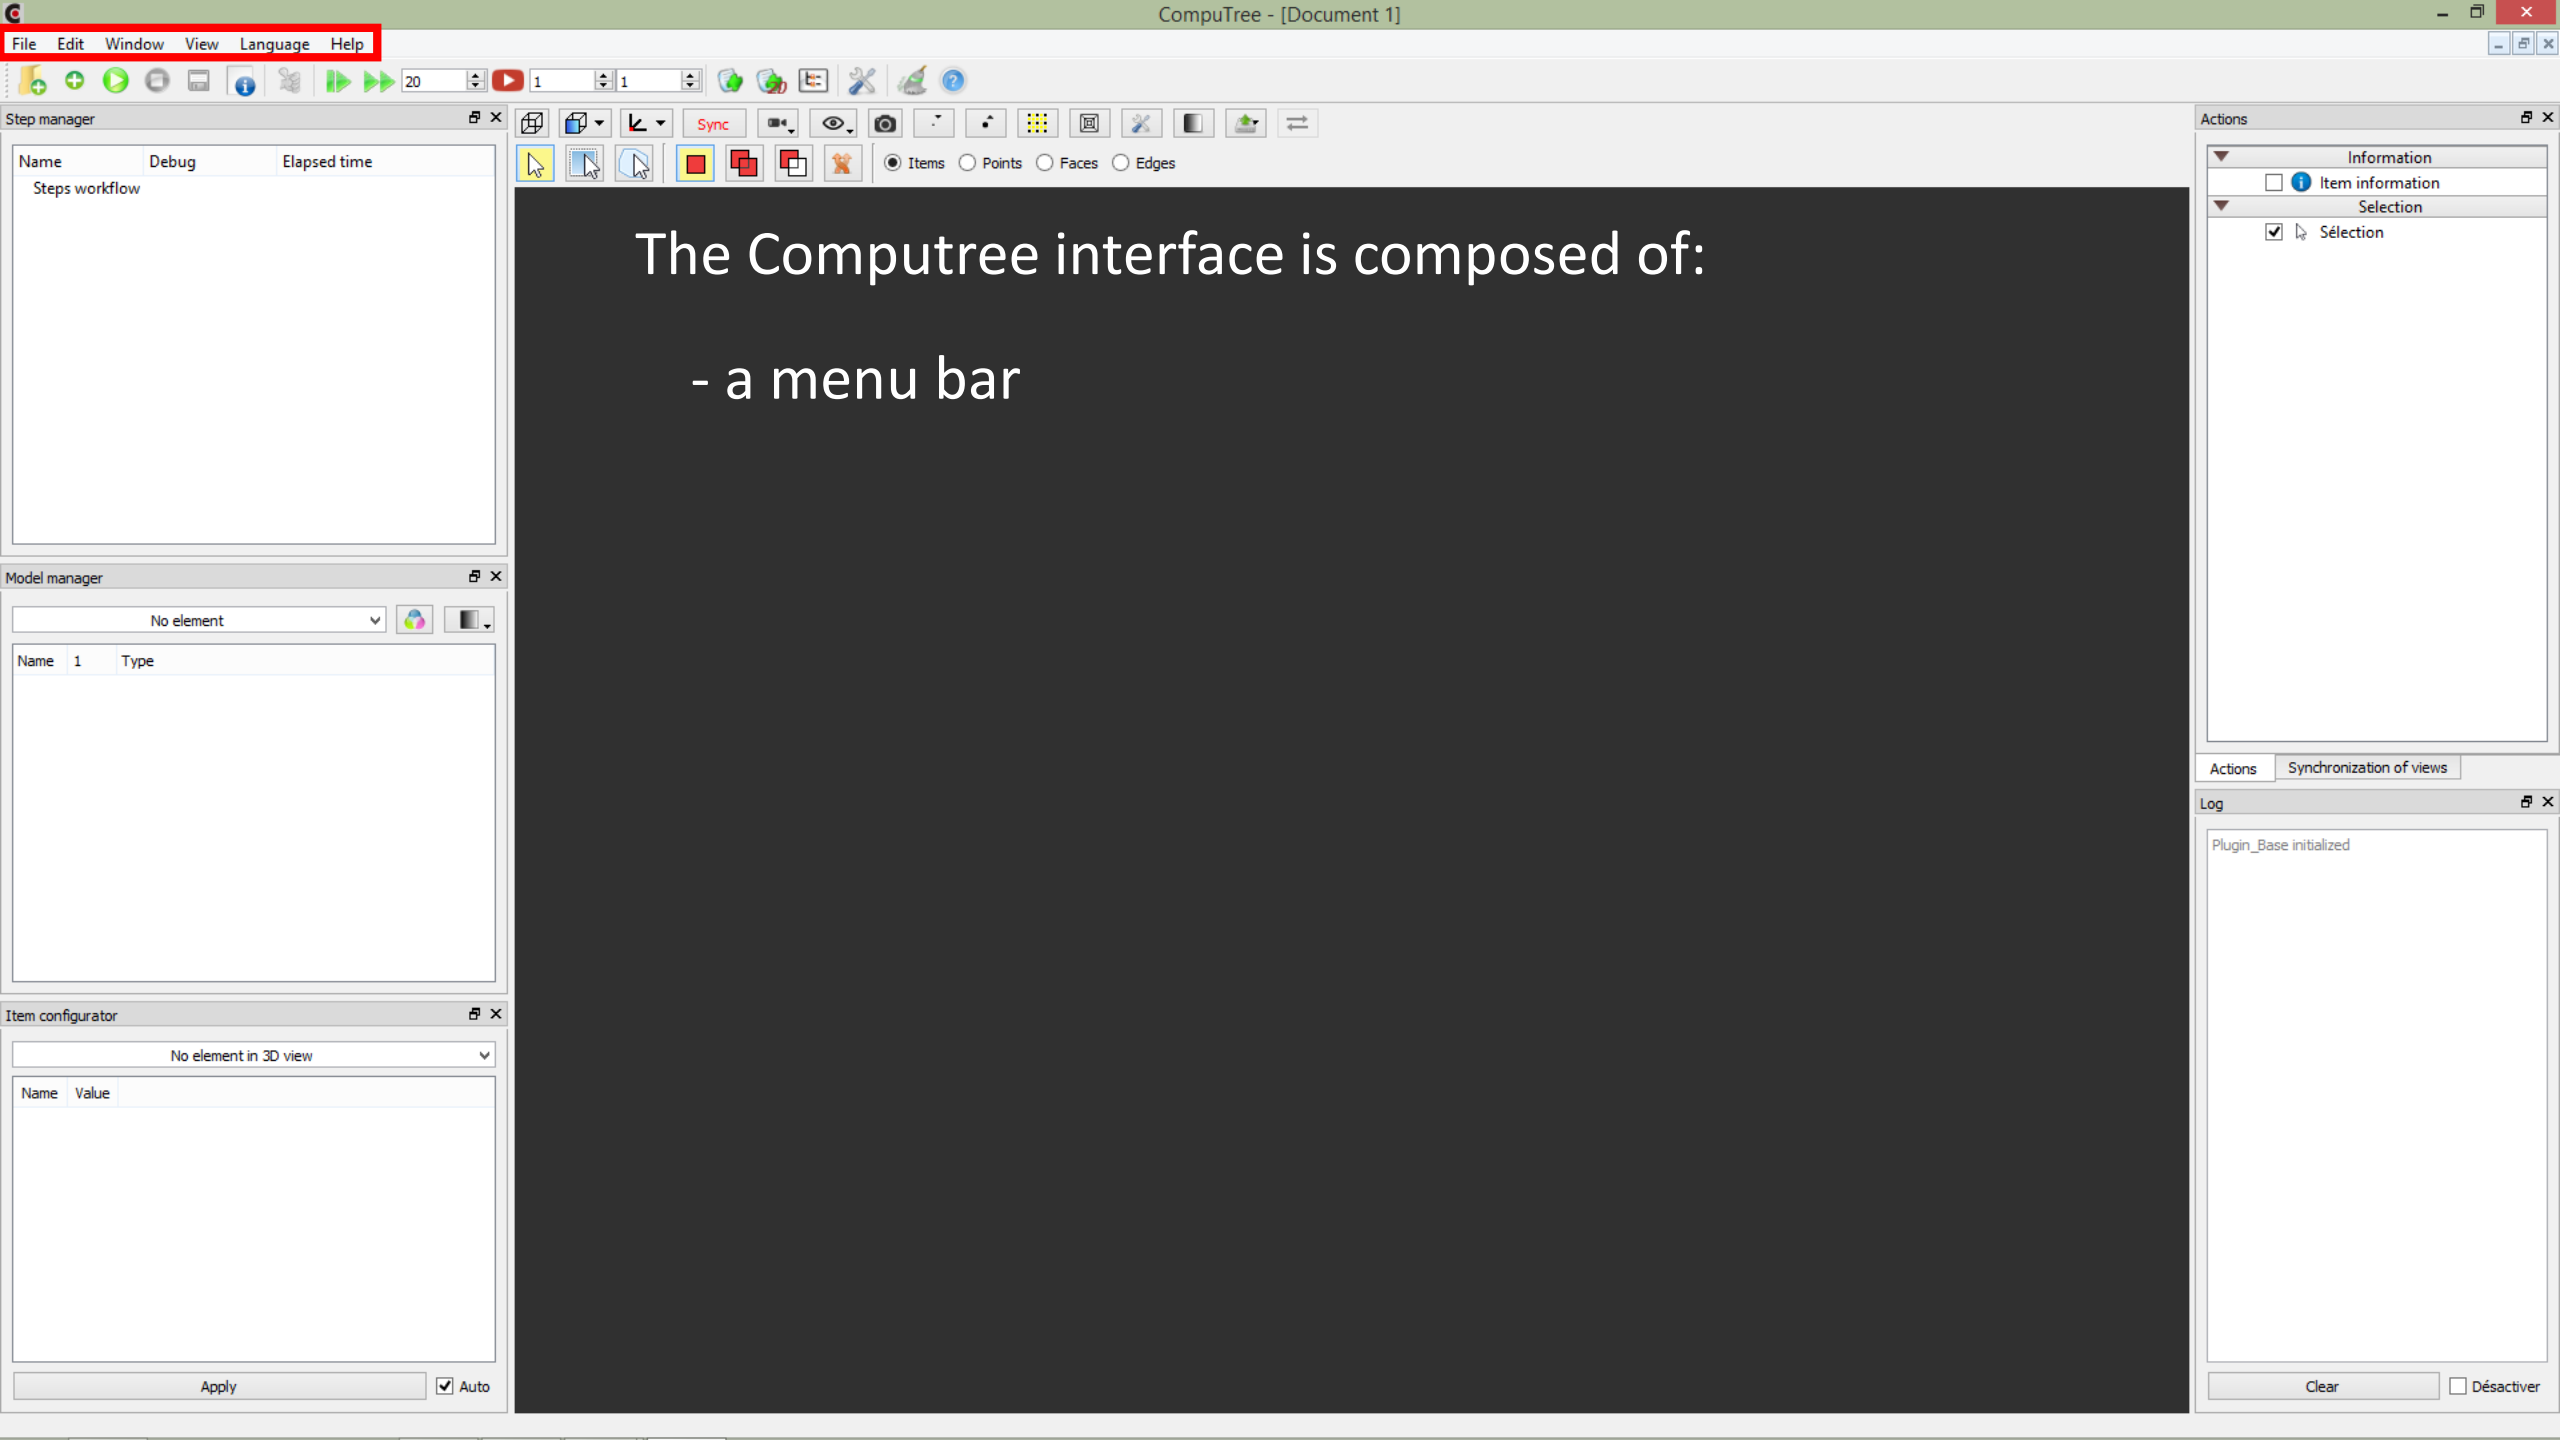 CompuTree - [Document 1]
File Edit Window View Language Help
20 1 1
Step manager
Name Debug Elapsed time
Steps workflow
Sync
Items Points Faces Edges
The Computree interface is composed of:
- a menu bar
Model manager
No element
Name 1 Type
Item configurator
No element in 3D view
Name Value
Apply Auto
Actions
Information
Item information
Selection
Sélection
Actions Synchronization of views
Log
Plugin_Base initialized
Clear Désactiver